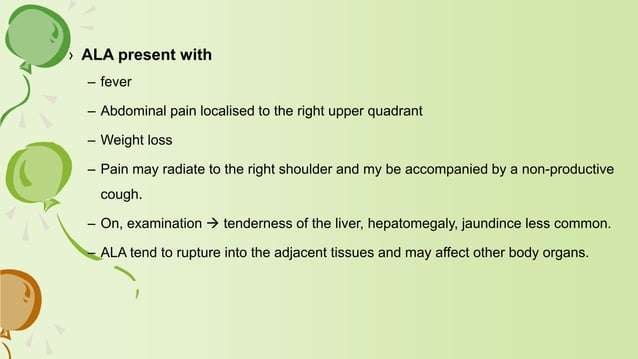 › ALA present with
– fever
– Abdominal pain localised to the right upper quadrant
– Weight loss
– Pain may radiate to the right shoulder and my be accompanied by a non-productive
cough.
– On, examination → tenderness of the liver, hepatomegaly, jaundince less common.
– ALA tend to rupture into the adjacent tissues and may affect other body organs.